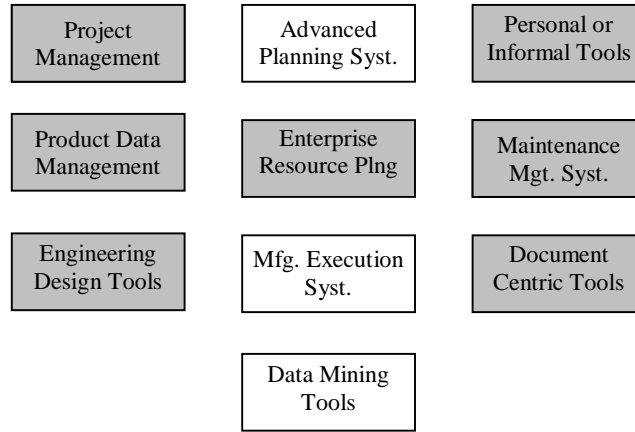 Project
Management
Advanced
Planning Syst.
Personal or
Informal Tools
Product Data
Management
Enterprise
Resource Plng
Maintenance
Mgt. Syst.
Engineering
Design Tools
Mfg. Execution
Syst.
Document
Centric Tools
Data Mining
Tools